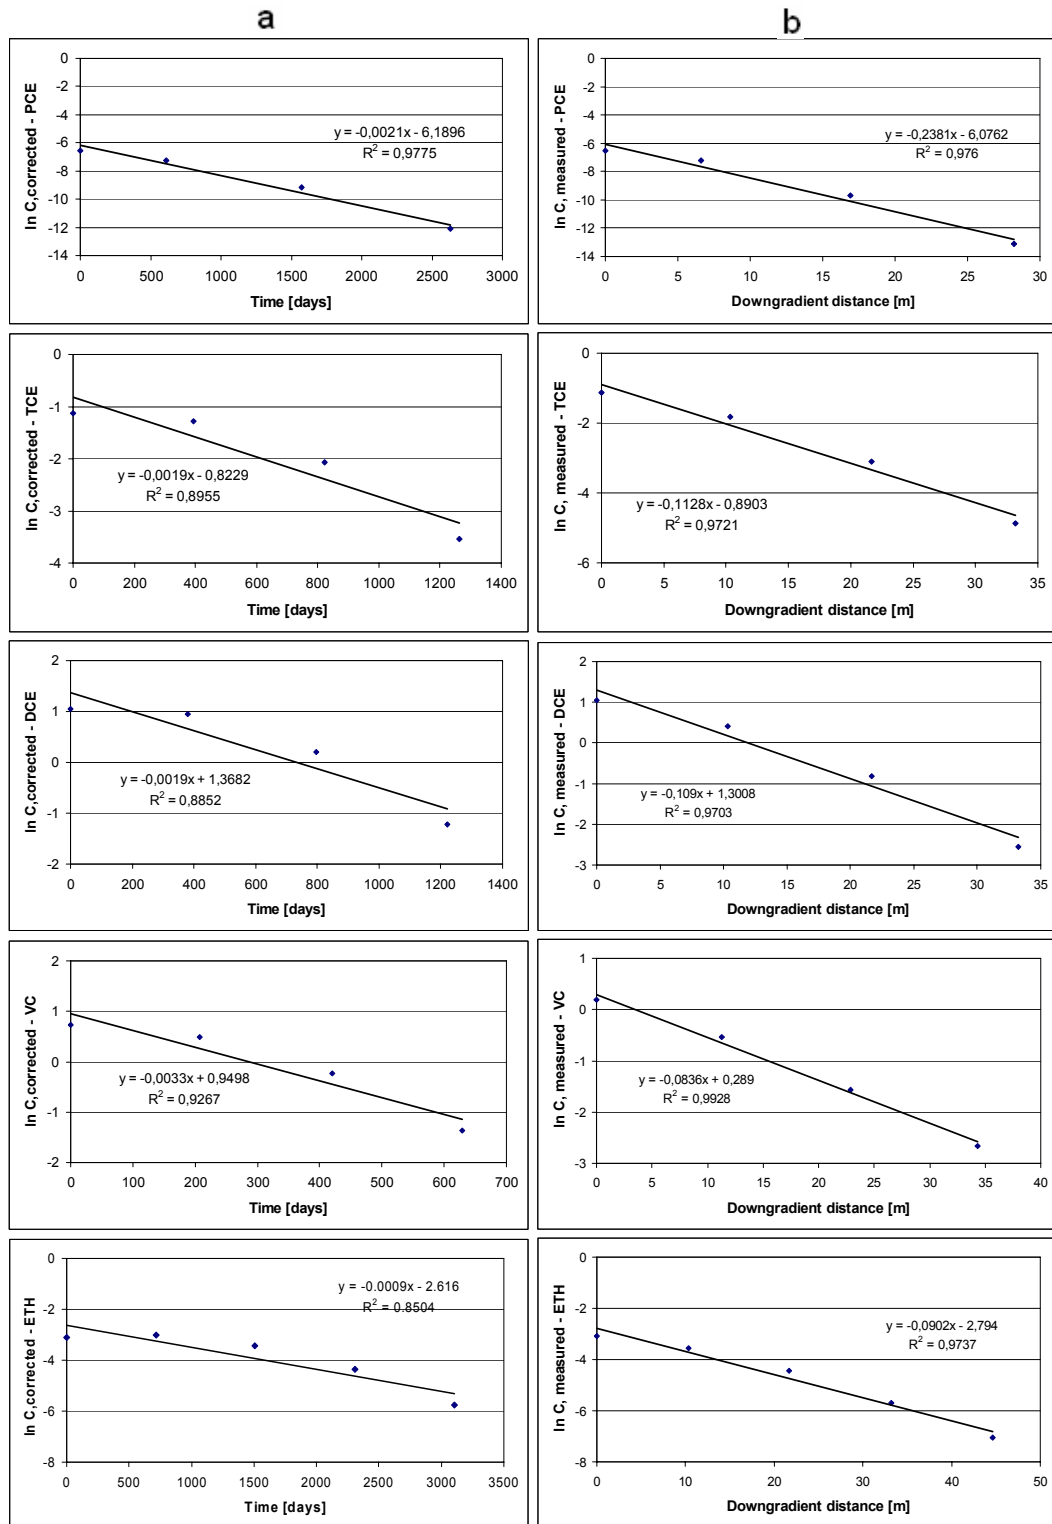 a
b
0
-2
-4
-6
-8
-10
-12
-14
ln C,corrected - PCE
y = -0,0021x - 6,1896
R² = 0,9775
0 500 1000 1500 2000 2500 3000
Time [days]
0
-2
-4
-6
-8
-10
-12
-14
ln C, measured - PCE
y = -0,2381x - 6,0762
R² = 0,976
0 5 10 15 20 25 30
Downgradient distance [m]
0
-1
-2
-3
-4
ln C,corrected - TCE
y = -0,0019x - 0,8229
R² = 0,8955
0 200 400 600 800 1000 1200 1400
Time [days]
0
-2
-4
-6
ln C, measured - TCE
y = -0,1128x - 0,8903
R² = 0,9721
0 5 10 15 20 25 30 35
Downgradient distance [m]
2
1
0
-1
-2
ln C,corrected - DCE
y = -0,0019x + 1,3682
R² = 0,8852
0 200 400 600 800 1000 1200 1400
Time [days]
2
1
0
-1
-2
-3
ln C, measured - DCE
y = -0,109x + 1,3008
R² = 0,9703
0 5 10 15 20 25 30 35
Downgradient distance [m]
2
1
0
-1
-2
ln C,corrected - VC
y = -0,0033x + 0,9498
R² = 0,9267
0 100 200 300 400 500 600 700
Time [days]
1
0
-1
-2
-3
ln C, measured - VC
y = -0,0836x + 0,289
R² = 0,9928
0 5 10 15 20 25 30 35 40
Downgradient distance [m]
0
-2
-4
-6
-8
ln C,corrected - ETH
y = -0.0009x - 2.616
R² = 0.8504
0 500 1000 1500 2000 2500 3000 3500
Time [days]
0
-2
-4
-6
-8
ln C, measured - ETH
y = -0,0902x - 2,794
R² = 0,9737
0 10 20 30 40 50
Downgradient distance [m]